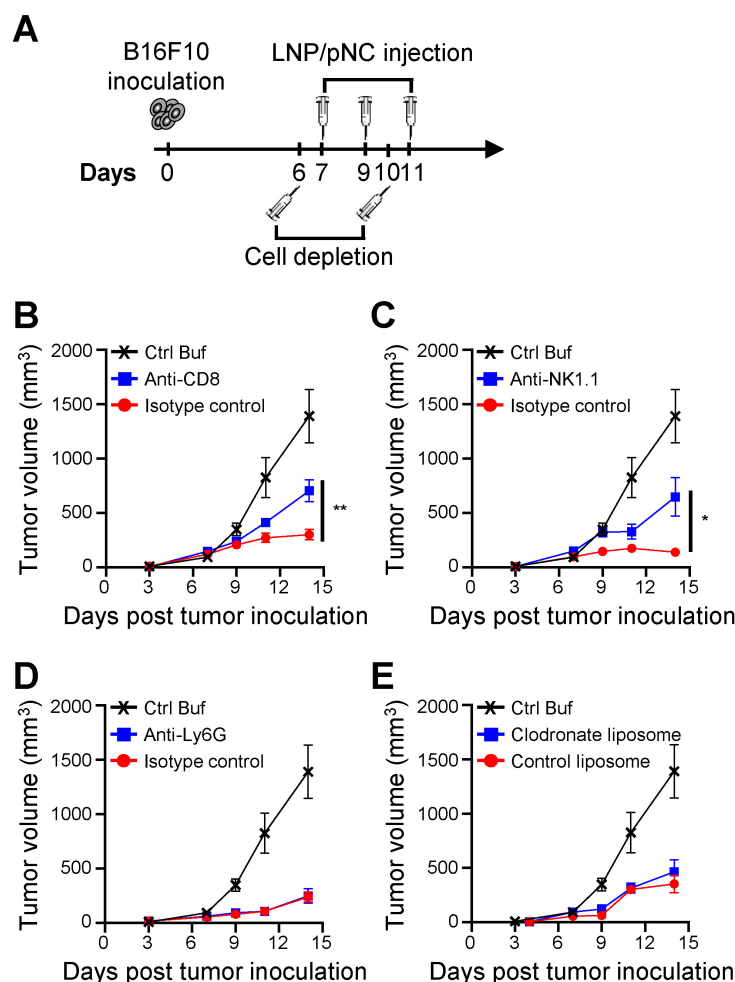 A
B16F10
inoculation
LNP/pNC injection
Days 0 6 7 9 10 11
Cell depletion
B
Tumor volume (mm³)
2000
1500
1000
500
0
Ctrl Buf
Anti-CD8
Isotype control
**
0 3 6 9 12 15
Days post tumor inoculation
C
Tumor volume (mm³)
2000
1500
1000
500
0
Ctrl Buf
Anti-NK1.1
Isotype control
*
0 3 6 9 12 15
Days post tumor inoculation
D
Tumor volume (mm³)
2000
1500
1000
500
0
Ctrl Buf
Anti-Ly6G
Isotype control
0 3 6 9 12 15
Days post tumor inoculation
E
Tumor volume (mm³)
2000
1500
1000
500
0
Ctrl Buf
Clodronate liposome
Control liposome
0 3 6 9 12 15
Days post tumor inoculation